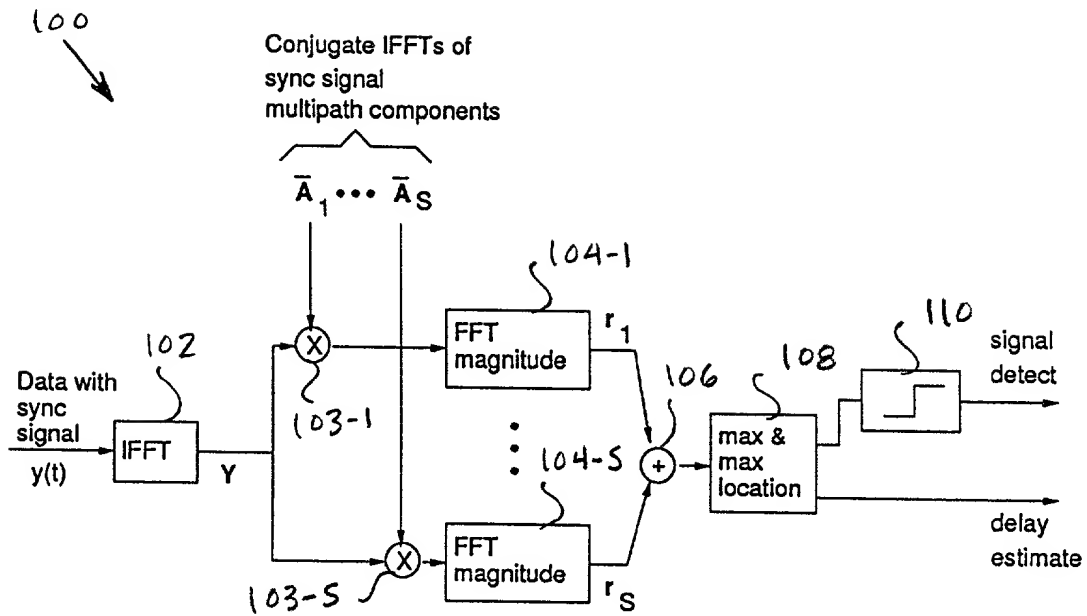 100
Conjugate IFFTs of
sync signal
multipath components
Ā1 ••• ĀS
104-1
110
102
FFT
magnitude
r1
signal
detect
Data with
sync
signal
X
103-1
106
108
y(t)
IFFT
Y
104-S
+
max &
max
location
X
FFT
magnitude
rS
delay
estimate
103-S